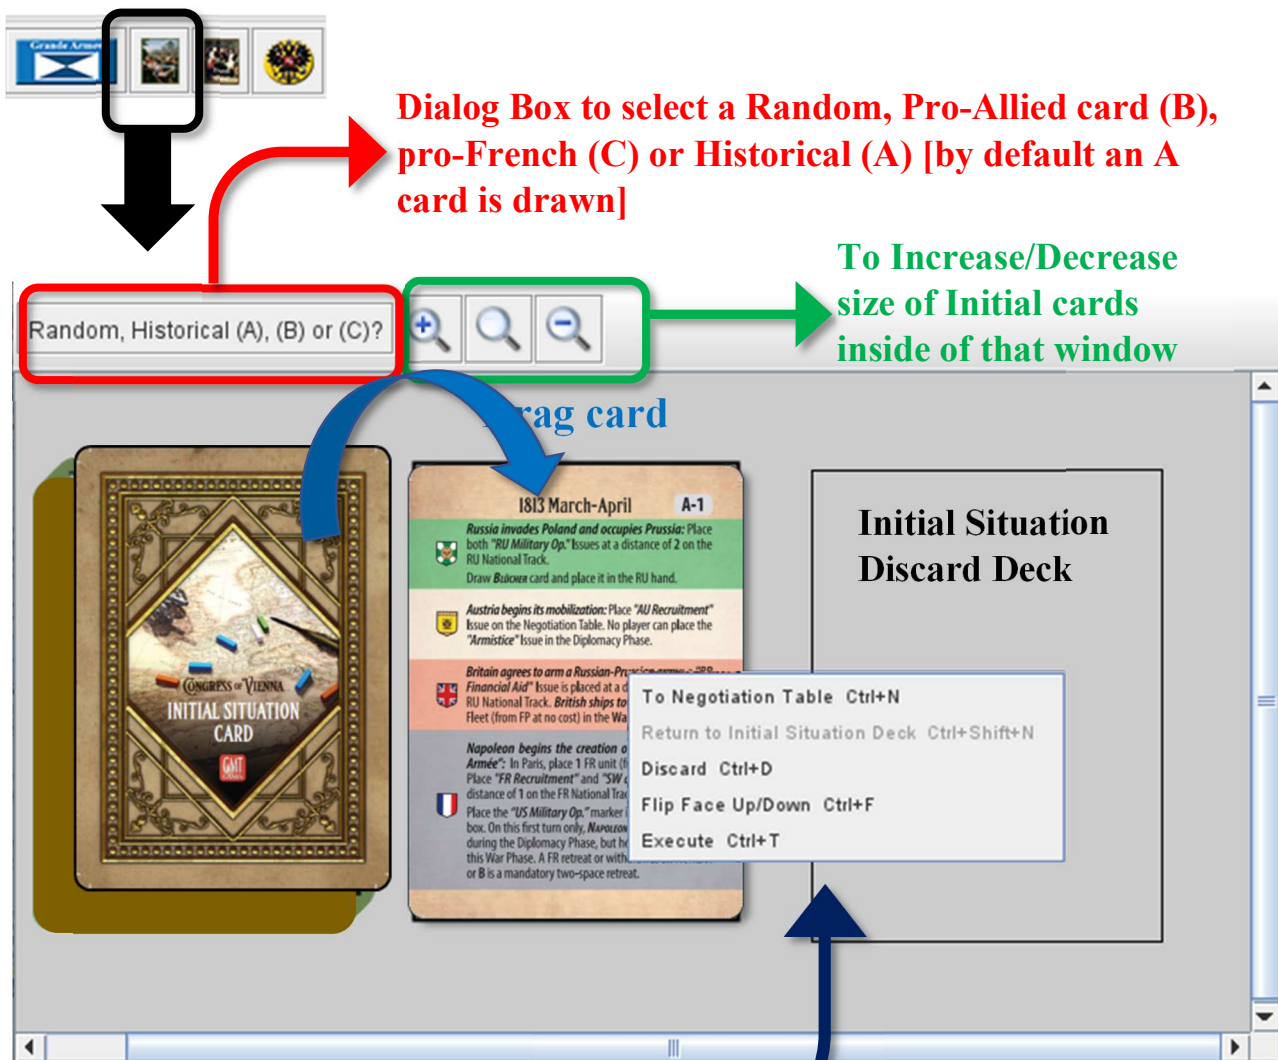 Grande Armée
Dialog Box to select a Random, Pro-Allied card (B),
pro-French (C) or Historical (A) [by default an A
card is drawn]
To Increase/Decrease
size of Initial cards
inside of that window
Random, Historical (A), (B) or (C)?
rag card
CONGRESS OF VIENNA
INITIAL SITUATION
CARD
GMT
GAMES
1813 March-April
A-1
Russia invades Poland and occupies Prussia: Place
both "RU Military Op." Issues at a distance of 2 on the
RU National Track.
Draw BLÜCHER card and place it in the RU hand.
Austria begins its mobilization: Place "AU Recruitment"
Issue on the Negotiation Table. No player can place the
"Armistice" Issue in the Diplomacy Phase.
Britain agrees to arm a Russian-Prussian
Financial Aid" Issue is placed at a d
RU National Track. British ships to
Fleet (from FP at no cost) in the Wa
Napoleon begins the creation o
Armée": In Paris, place 1 FR unit (f
Place "FR Recruitment" and "SW
distance of 1 on the FR National Tra
Place the "US Military Op." marker i
box. On this first turn only, NAPOLEON
during the Diplomacy Phase, but he
this War Phase. A FR retreat or with
or B is a mandatory two-space retreat.
To Negotiation Table Ctrl+N
Return to Initial Situation Deck Ctrl+Shift+N
Discard Ctrl+D
Flip Face Up/Down Ctrl+F
Execute Ctrl+T
Initial Situation
Discard Deck